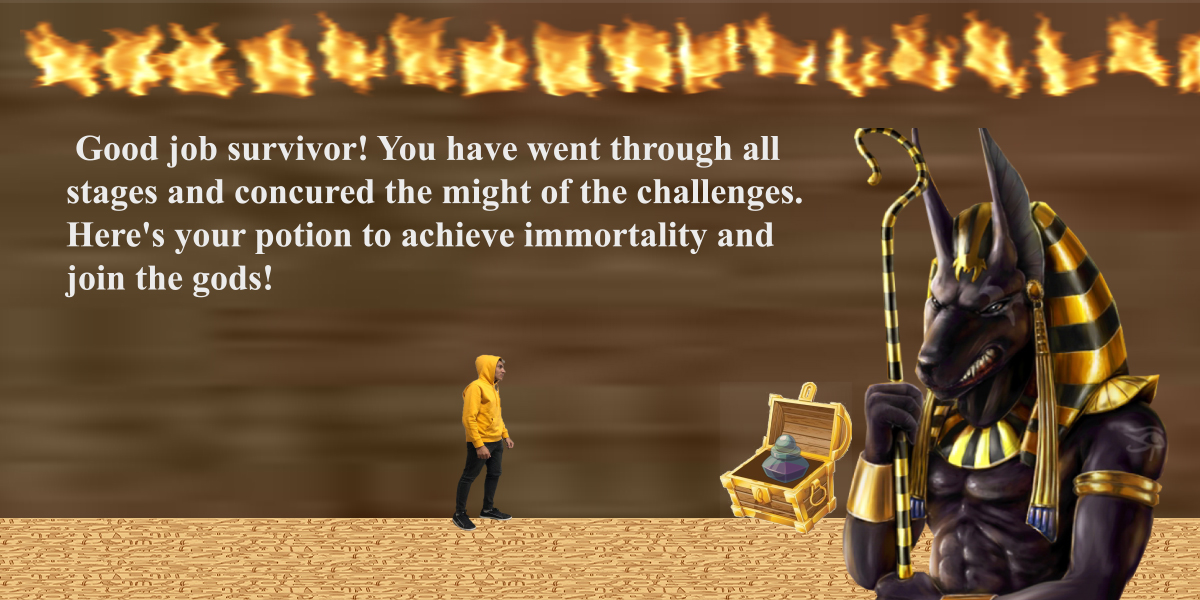 Good job survivor! You have went through all
stages and concured the might of the challenges.
Here's your potion to achieve immortality and
join the gods!